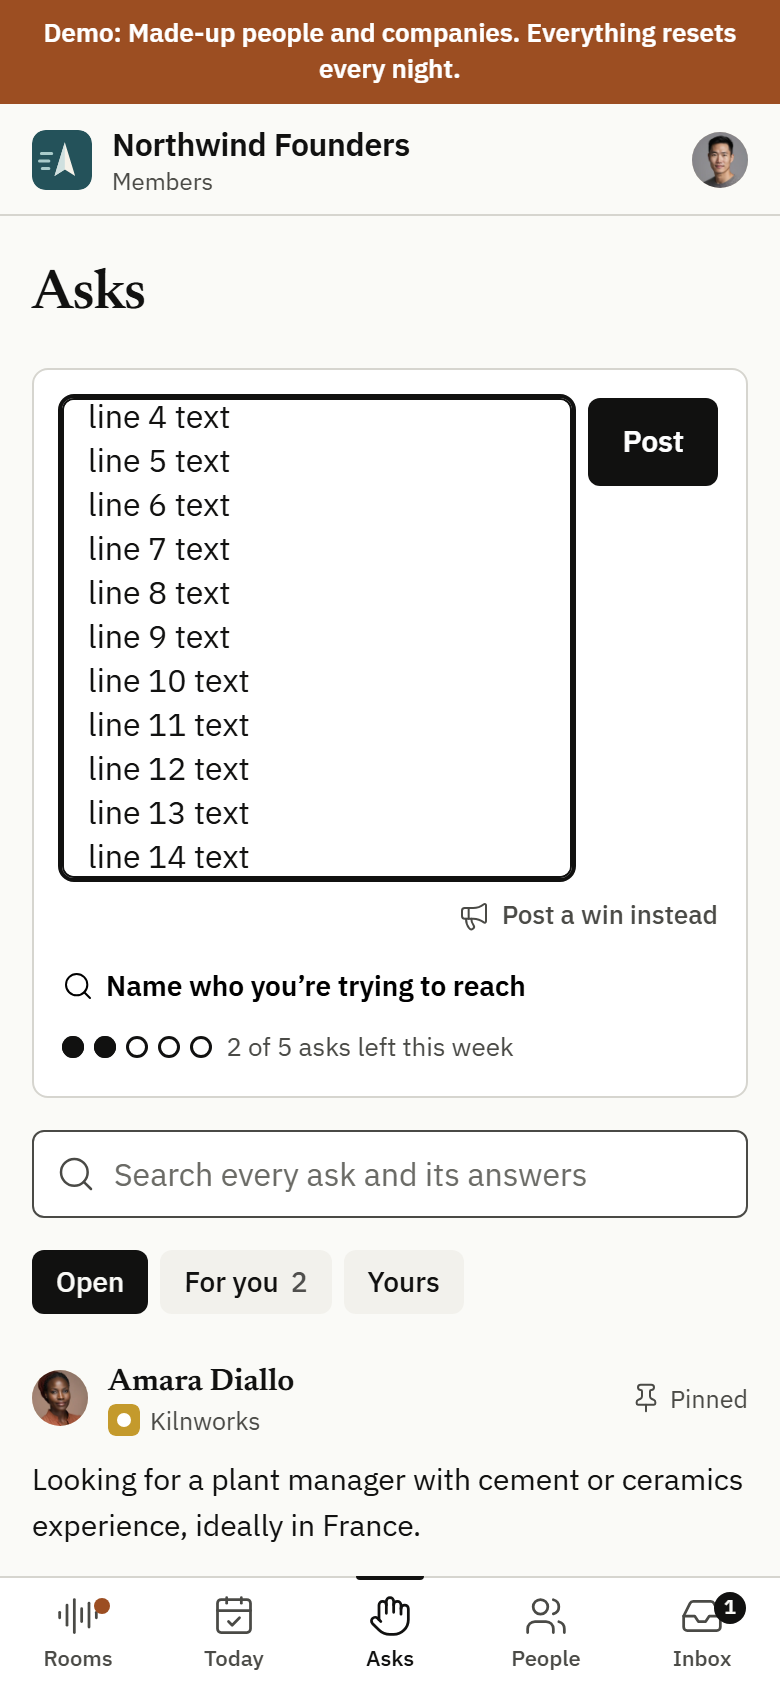 Demo: Made-up people and companies. Everything resets
every night.
Northwind Founders
Members
Asks
line 4 text
line 5 text
line 6 text
line 7 text
line 8 text
line 9 text
line 10 text
line 11 text
line 12 text
line 13 text
line 14 text
Post
Post a win instead
Name who you’re trying to reach
2 of 5 asks left this week
Search every ask and its answers
Open
For you 2
Yours
Amara Diallo
Kilnworks
Pinned
Looking for a plant manager with cement or ceramics
experience, ideally in France.
Rooms
Today
Asks
People
1
Inbox